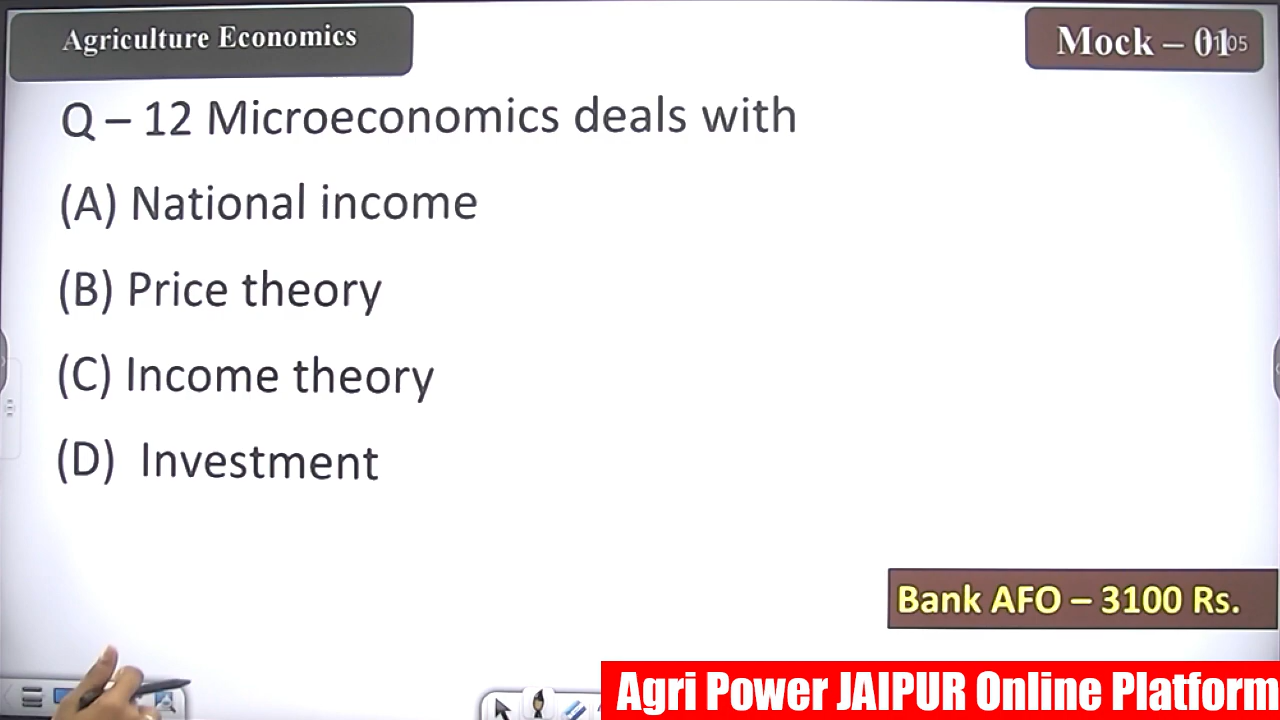 Agriculture Economics
Mock – 01
Q – 12 Microeconomics deals with
(A) National income
(B) Price theory
(C) Income theory
(D) Investment
Bank AFO – 3100 Rs.
Agri Power JAIPUR Online Platform